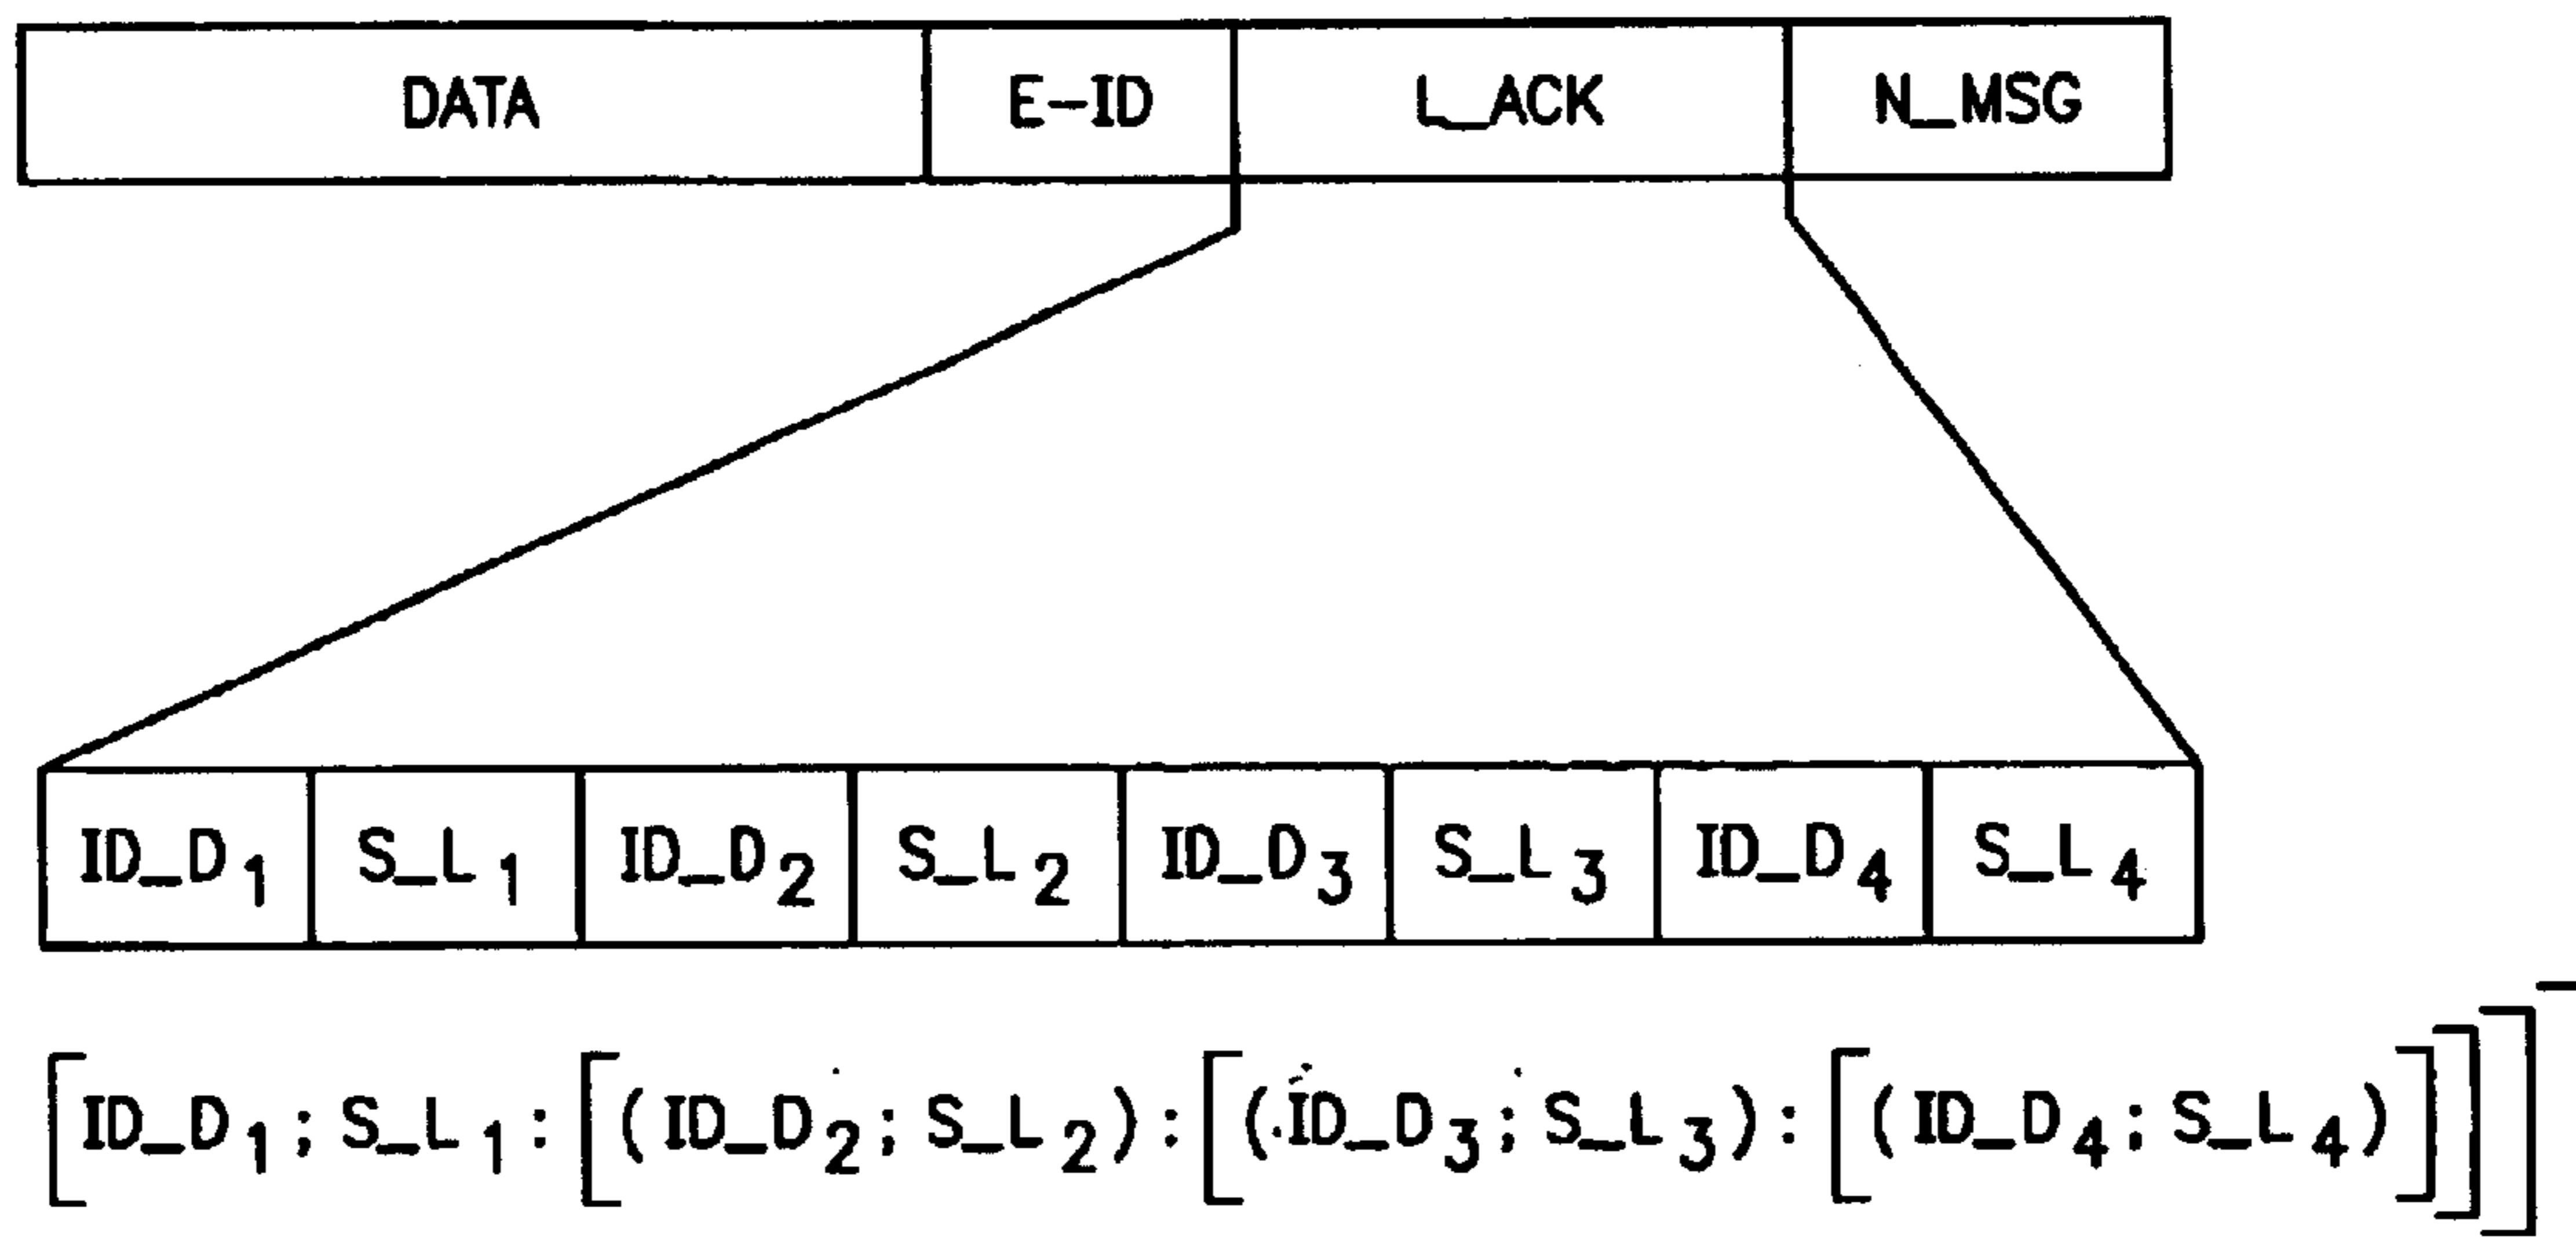 DATA E-ID L_ACK N_MSG
ID_D1 S_L1 ID_D2 S_L2 ID_D3 S_L3 ID_D4 S_L4
[ID_D1; S_L1: [(ID_D2; S_L2): [(ID_D3; S_L3): [(ID_D4; S_L4)]]]]